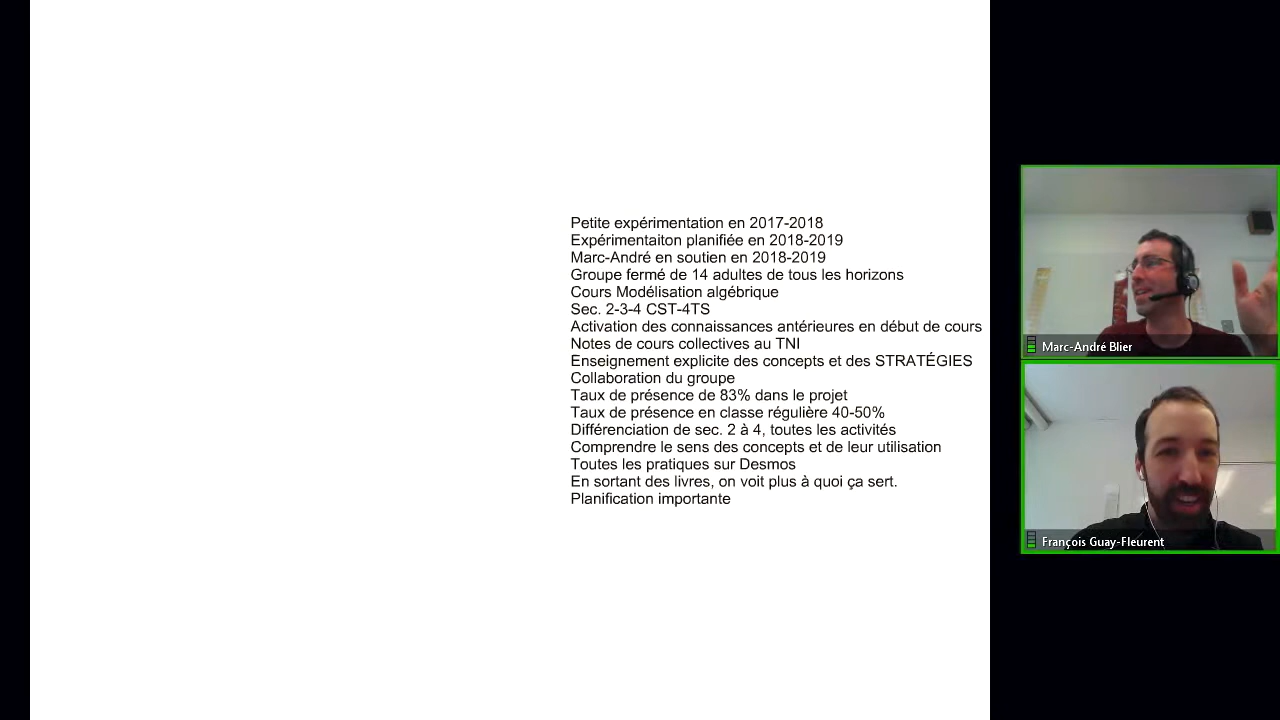 Petite expérimentation en 2017-2018
Expérimentaiton planifiée en 2018-2019
Marc-André en soutien en 2018-2019
Groupe fermé de 14 adultes de tous les horizons
Cours Modélisation algébrique
Sec. 2-3-4 CST-4TS
Activation des connaissances antérieures en début de cours
Notes de cours collectives au TNI
Enseignement explicite des concepts et des STRATÉGIES
Collaboration du groupe
Taux de présence de 83% dans le projet
Taux de présence en classe régulière 40-50%
Différenciation de sec. 2 à 4, toutes les activités
Comprendre le sens des concepts et de leur utilisation
Toutes les pratiques sur Desmos
En sortant des livres, on voit plus à quoi ça sert.
Planification importante
Marc-André Blier
François Guay-Fleurent